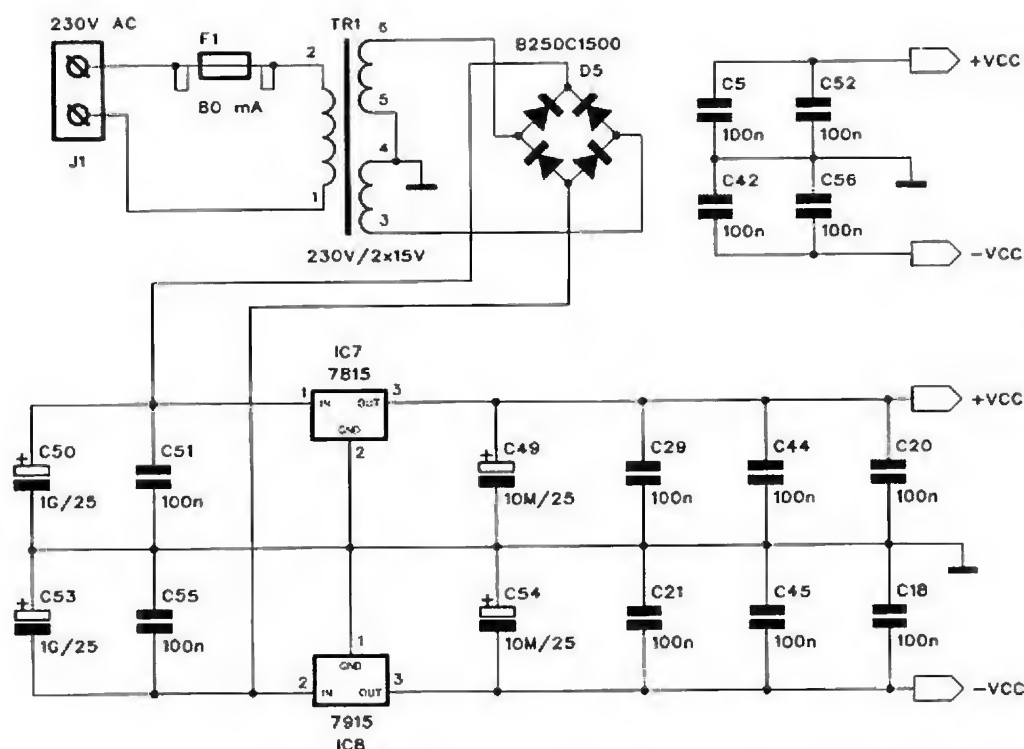 230V AC
F1
80 mA
J1
2
1
TR1
6
5
4
3
230V/2x15V
B250C1500
D5
C5
100n
C52
100n
+VCC
C42
100n
C56
100n
-VCC
IC7
7815
1
IN
OUT
3
GND
2
+VCC
+
C50
1G/25
C51
100n
+
C49
10M/25
C29
100n
C44
100n
C20
100n
+
C53
1G/25
C55
100n
+
C54
10M/25
C21
100n
C45
100n
C18
100n
1
GND
2
IN
OUT
3
7915
IC8
-VCC